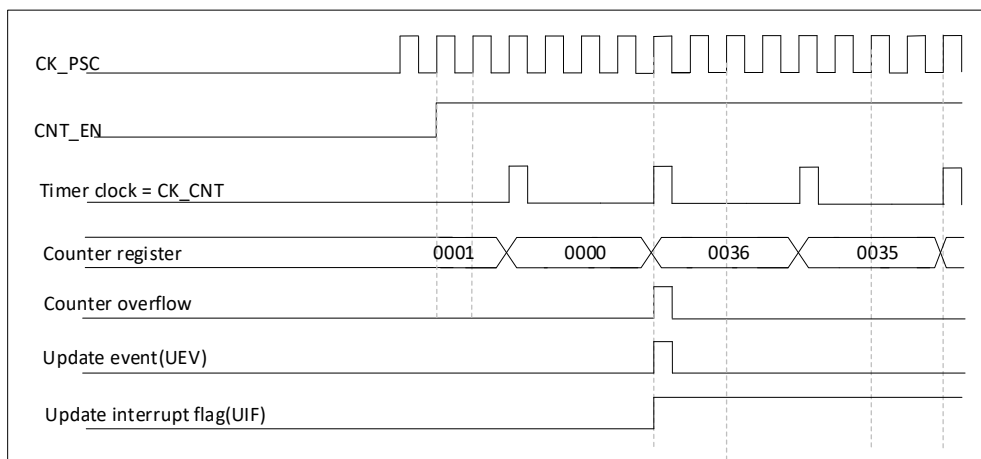 CK_PSC
CNT_EN
Timer clock = CK_CNT
Counter register 0001 0000 0036 0035
Counter overflow
Update event(UEV)
Update interrupt flag(UIF)